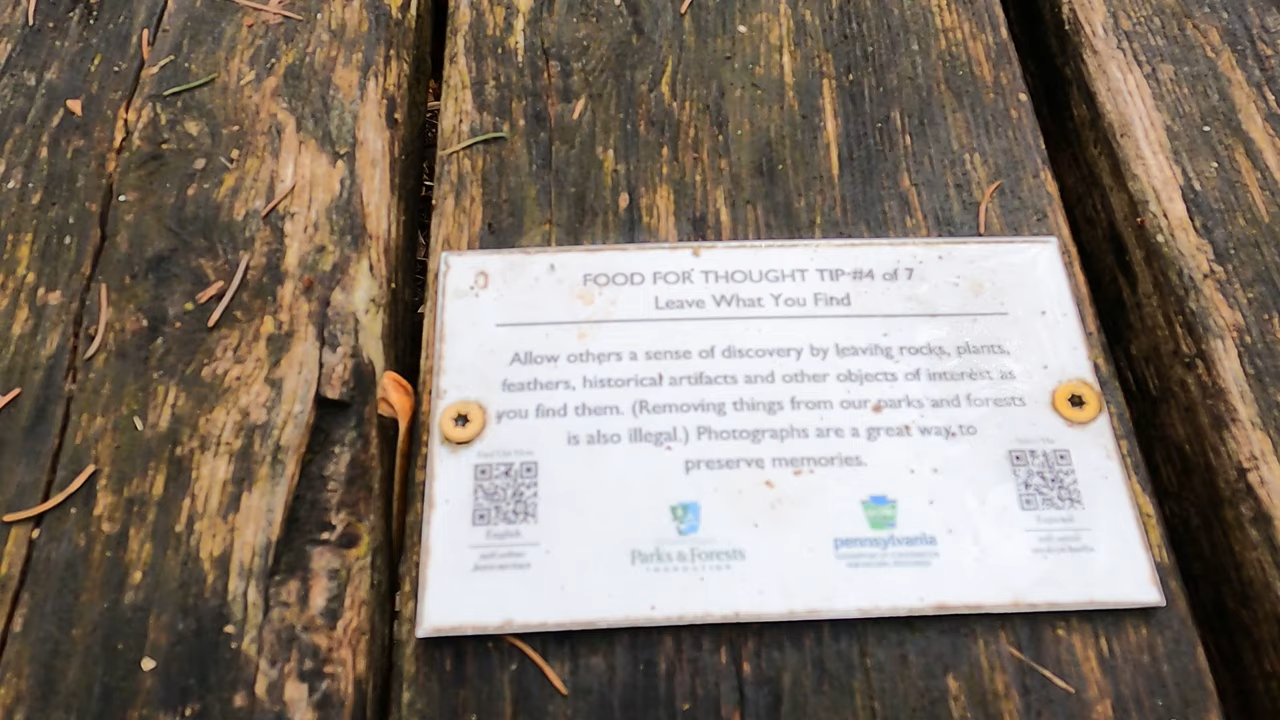 FOOD FOR THOUGHT TIP #4 of 7
Leave What You Find
Allow others a sense of discovery by leaving rocks, plants,
feathers, historical artifacts and other objects of interest as
you find them. (Removing things from our parks and forests
is also illegal.) Photographs are a great way to
preserve memories.
English
Español
Parks & Forests
FOUNDATION
pennsylvania